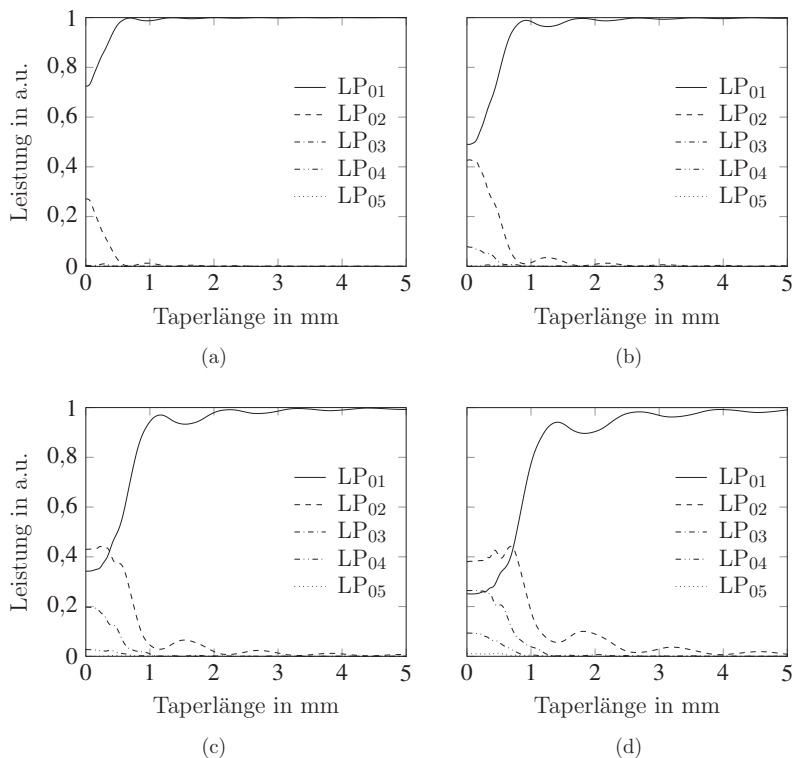 1
0,8
0,6
0,4
0,2
0
Leistung in a.u.
LP01
LP02
LP03
LP04
LP05
0 1 2 3 4 5
Taperlänge in mm
(a)
1
0,8
0,6
0,4
0,2
0
LP01
LP02
LP03
LP04
LP05
0 1 2 3 4 5
Taperlänge in mm
(b)
1
0,8
0,6
0,4
0,2
0
Leistung in a.u.
LP01
LP02
LP03
LP04
LP05
0 1 2 3 4 5
Taperlänge in mm
(c)
1
0,8
0,6
0,4
0,2
0
LP01
LP02
LP03
LP04
LP05
0 1 2 3 4 5
Taperlänge in mm
(d)